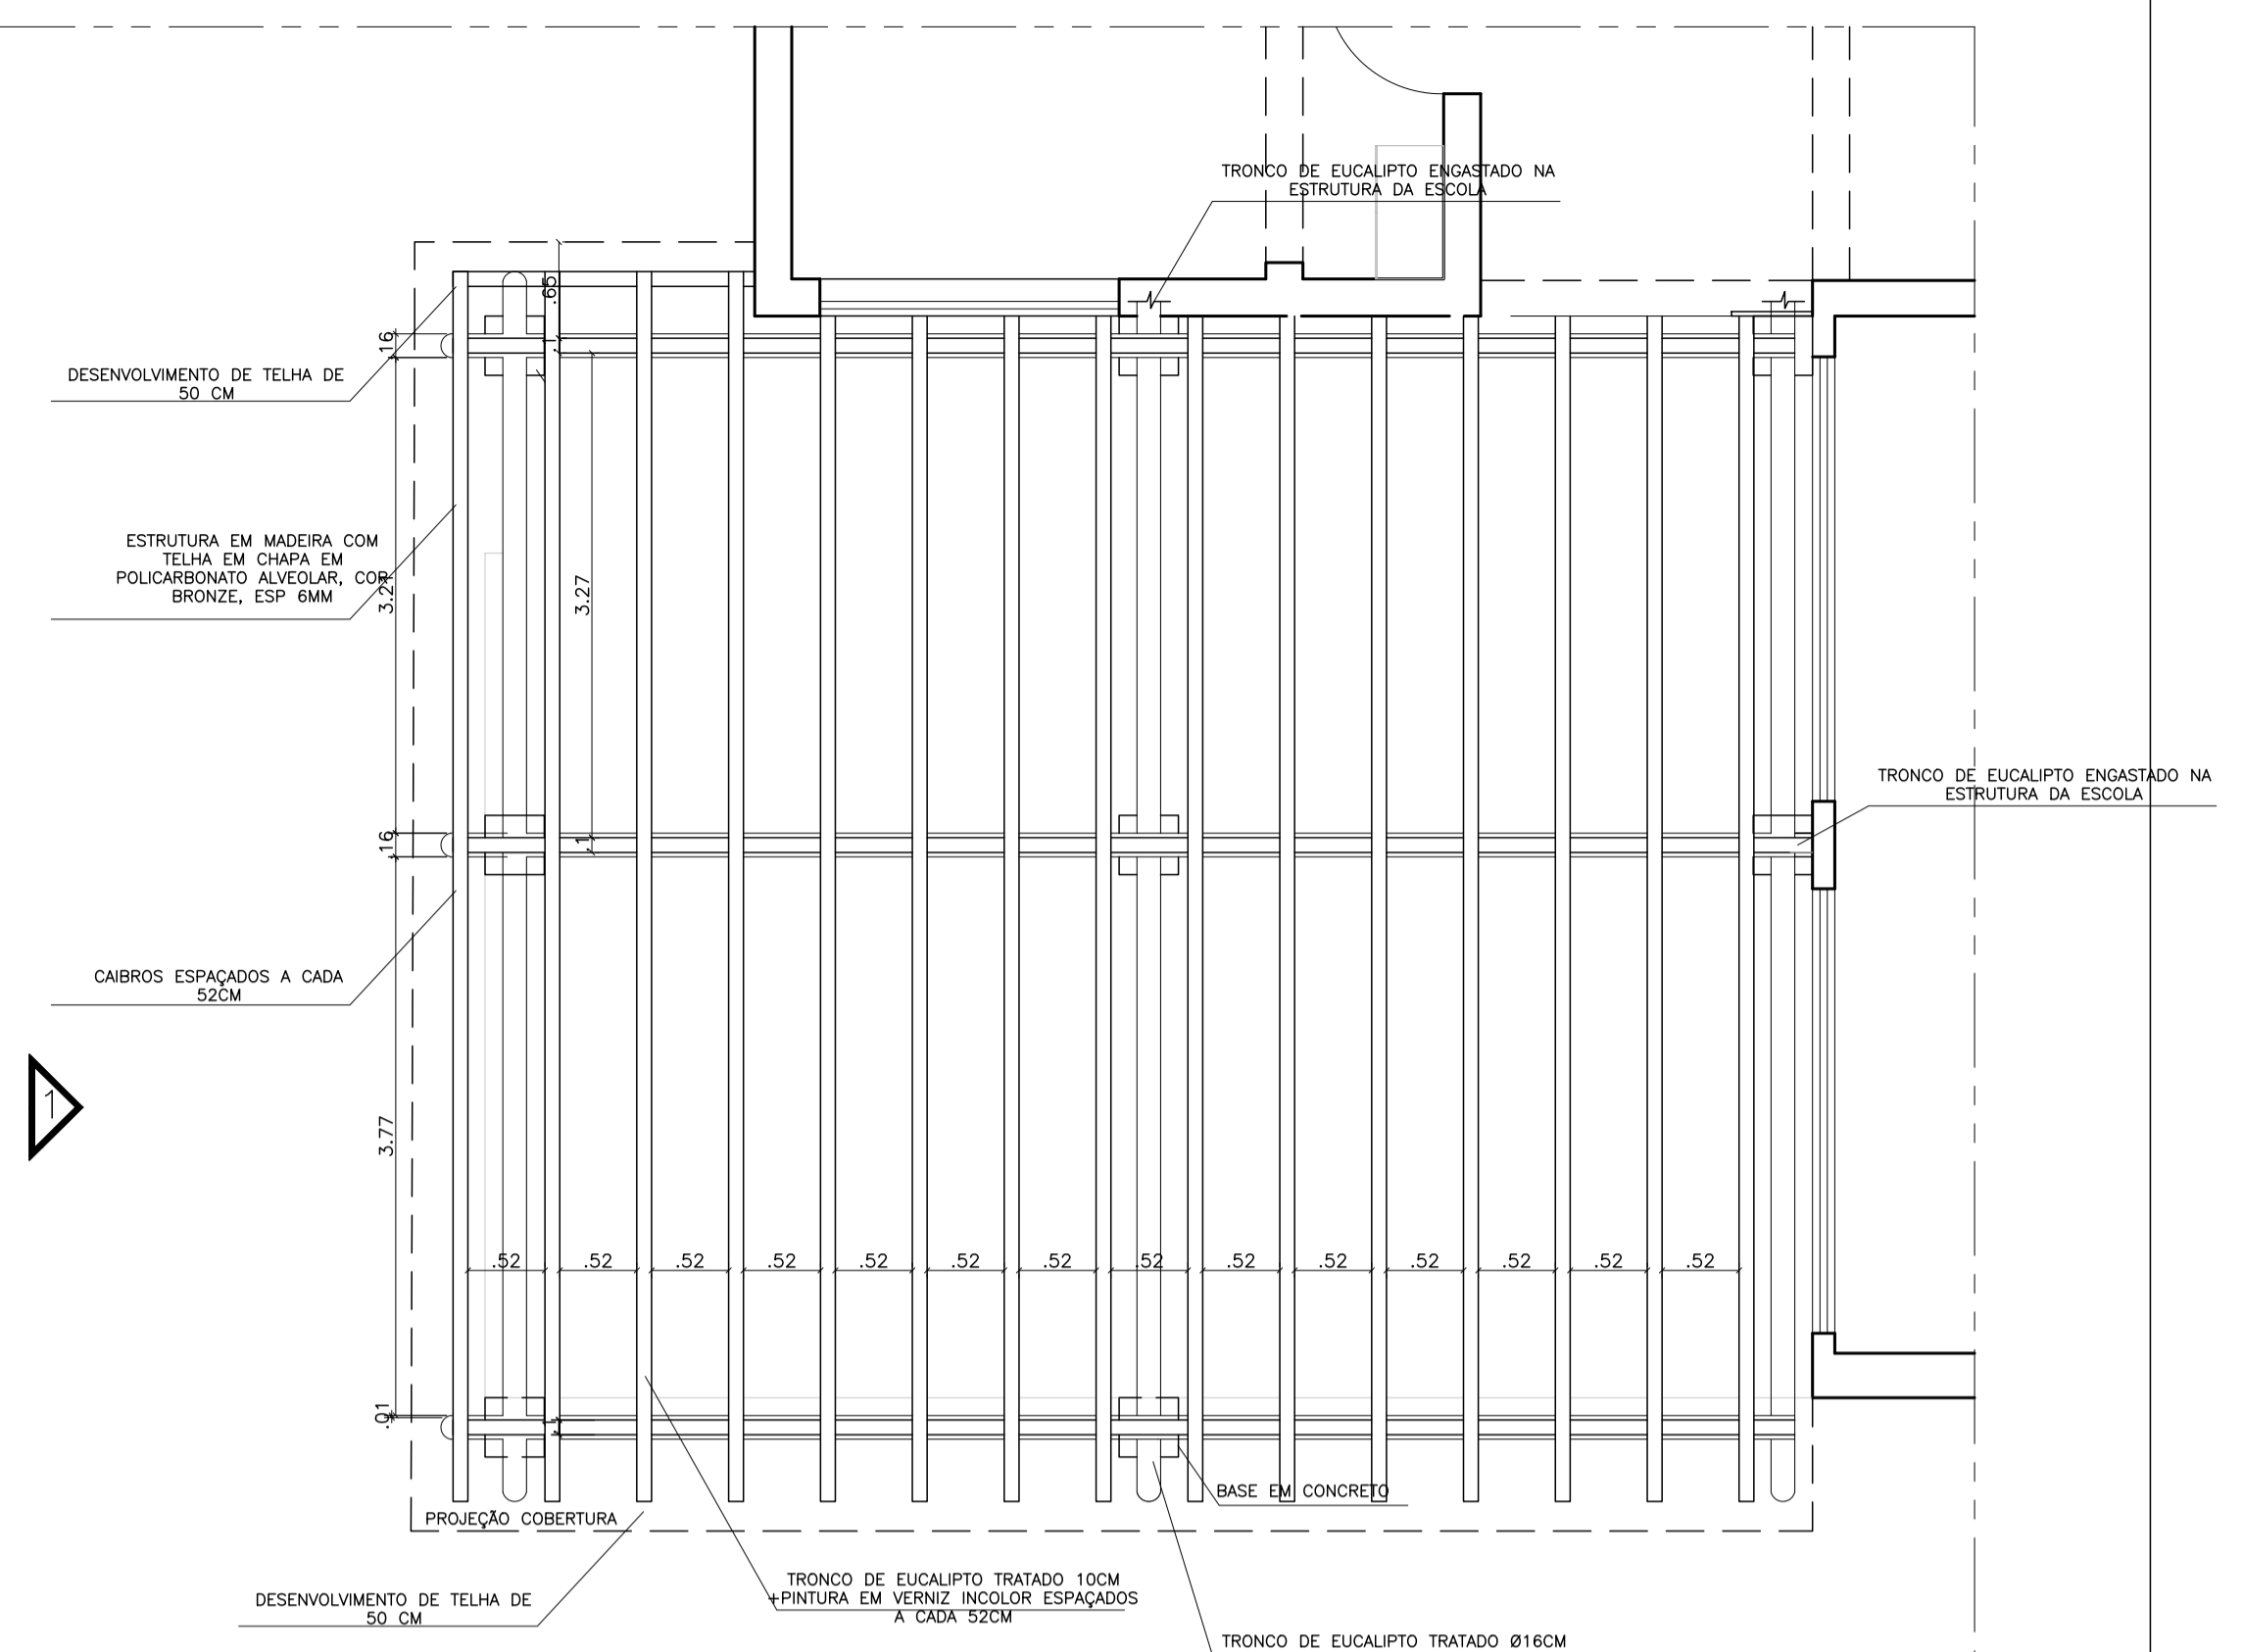 TRONCO DE EUCALIPTO ENGASTADO NA
ESTRUTURA DA ESCOLA
.65
.16
.1
DESENVOLVIMENTO DE TELHA DE
50 CM
ESTRUTURA EM MADEIRA COM
TELHA EM CHAPA EM
POLICARBONATO ALVEOLAR, COR
BRONZE, ESP 6MM
3.21
3.27
TRONCO DE EUCALIPTO ENGASTADO NA
ESTRUTURA DA ESCOLA
.16
.1
CAIBROS ESPAÇADOS A CADA
52CM
1
3.77
.52 .52 .52 .52 .52 .52 .52 .52 .52 .52 .52 .52 .52 .52
.01
.1
BASE EM CONCRETO
PROJEÇÃO COBERTURA
TRONCO DE EUCALIPTO TRATADO 10CM
+PINTURA EM VERNIZ INCOLOR ESPAÇADOS
A CADA 52CM
DESENVOLVIMENTO DE TELHA DE
50 CM
TRONCO DE EUCALIPTO TRATADO Ø16CM